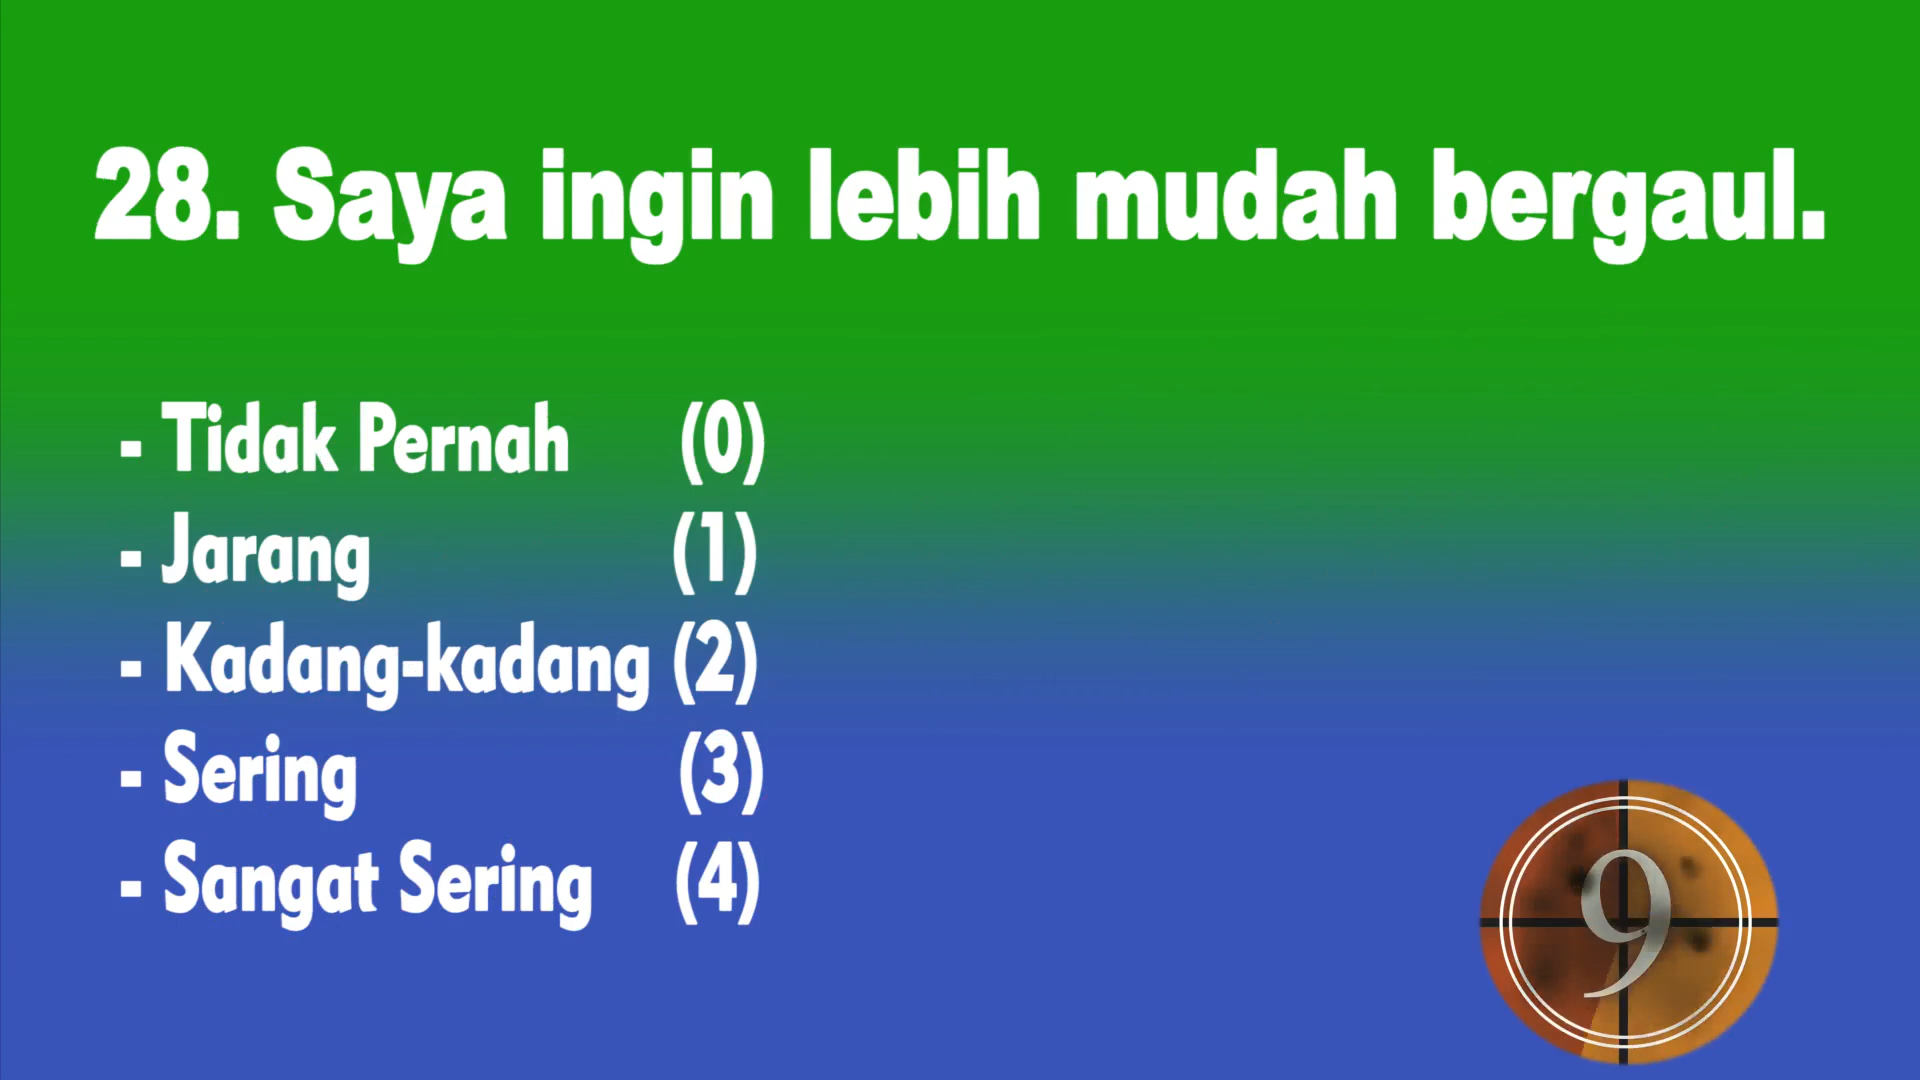 28. Saya ingin lebih mudah bergaul.
- Tidak Pernah (0)
- Jarang (1)
- Kadang-kadang (2)
- Sering (3)
- Sangat Sering (4)
9